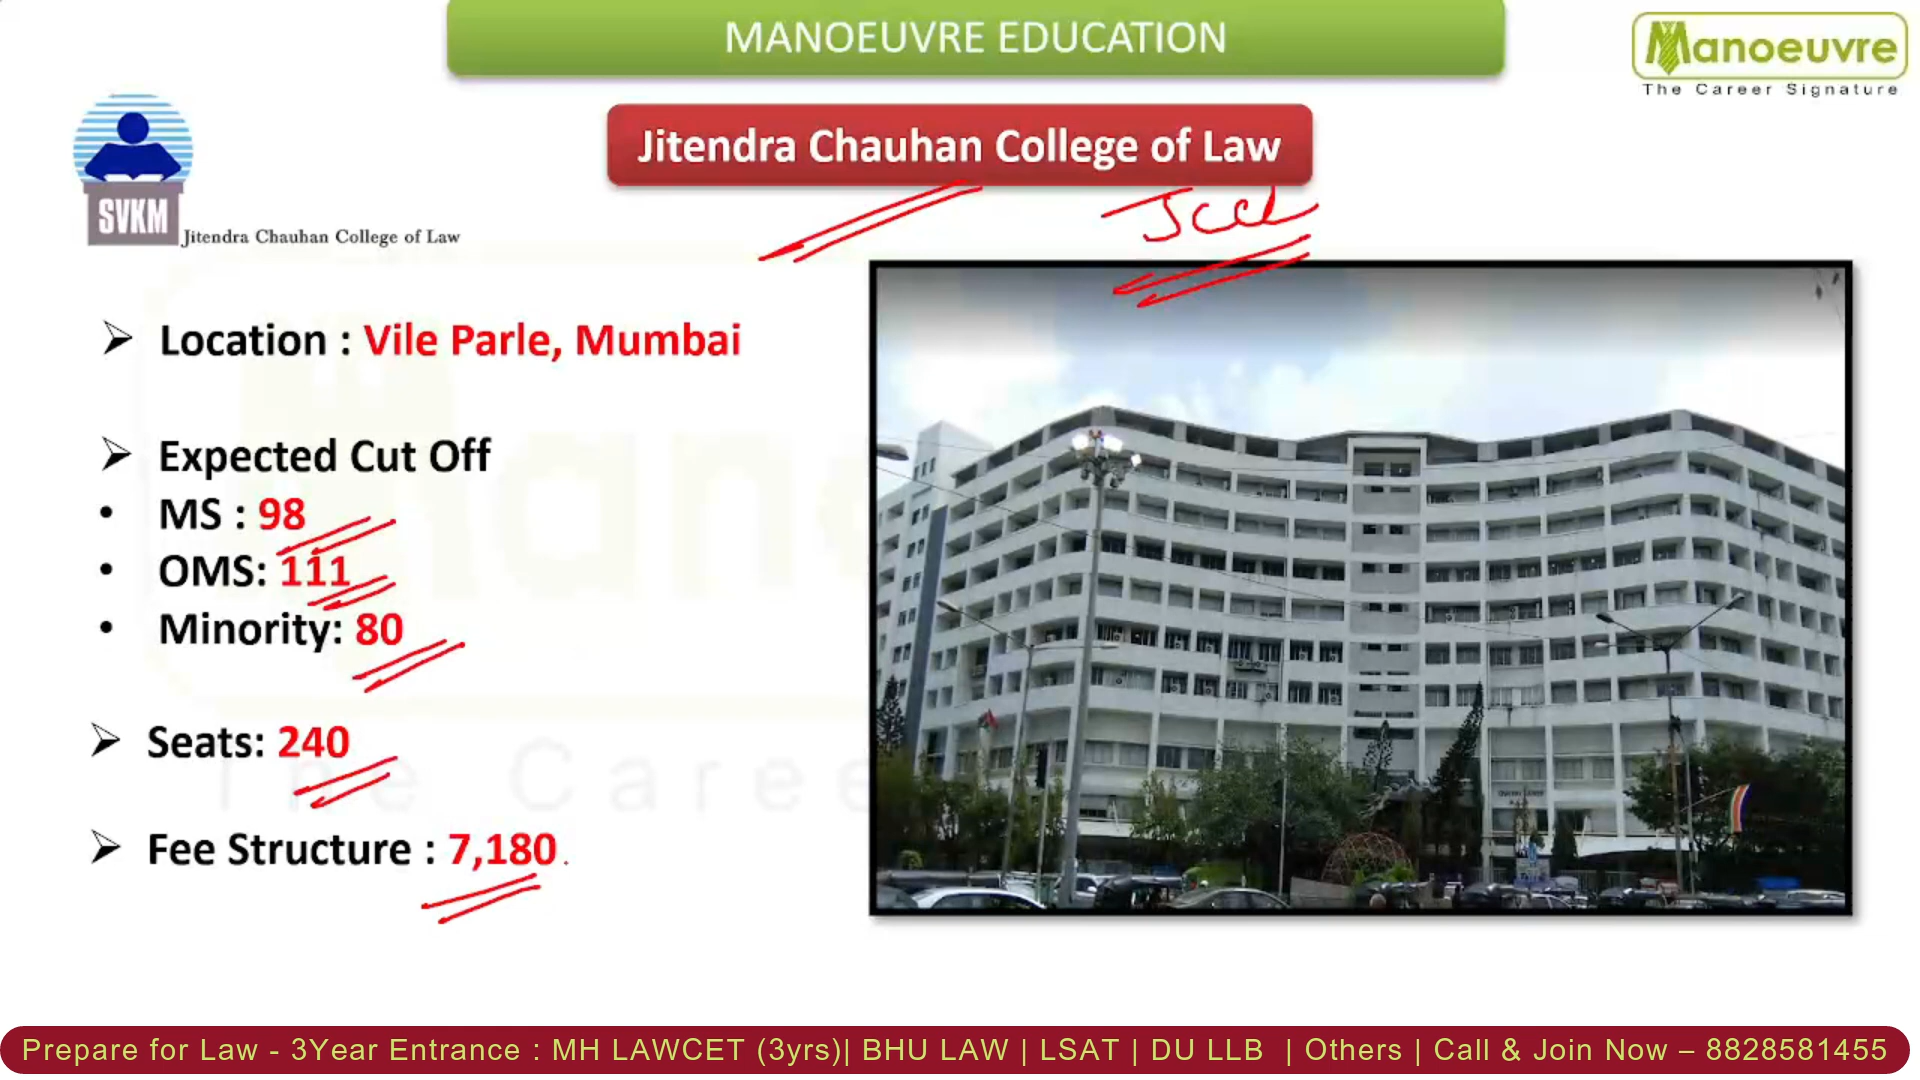 MANOEUVRE EDUCATION
Manoeuvre
The Career Signature
Jitendra Chauhan College of Law
Jccl
SVKM
Jitendra Chauhan College of Law
➢ Location : Vile Parle, Mumbai
➢ Expected Cut Off
• MS : 98
• OMS: 111
• Minority: 80
➢ Seats: 240
➢ Fee Structure : 7,180
Prepare for Law - 3Year Entrance : MH LAWCET (3yrs)| BHU LAW | LSAT | DU LLB | Others | Call & Join Now – 8828581455